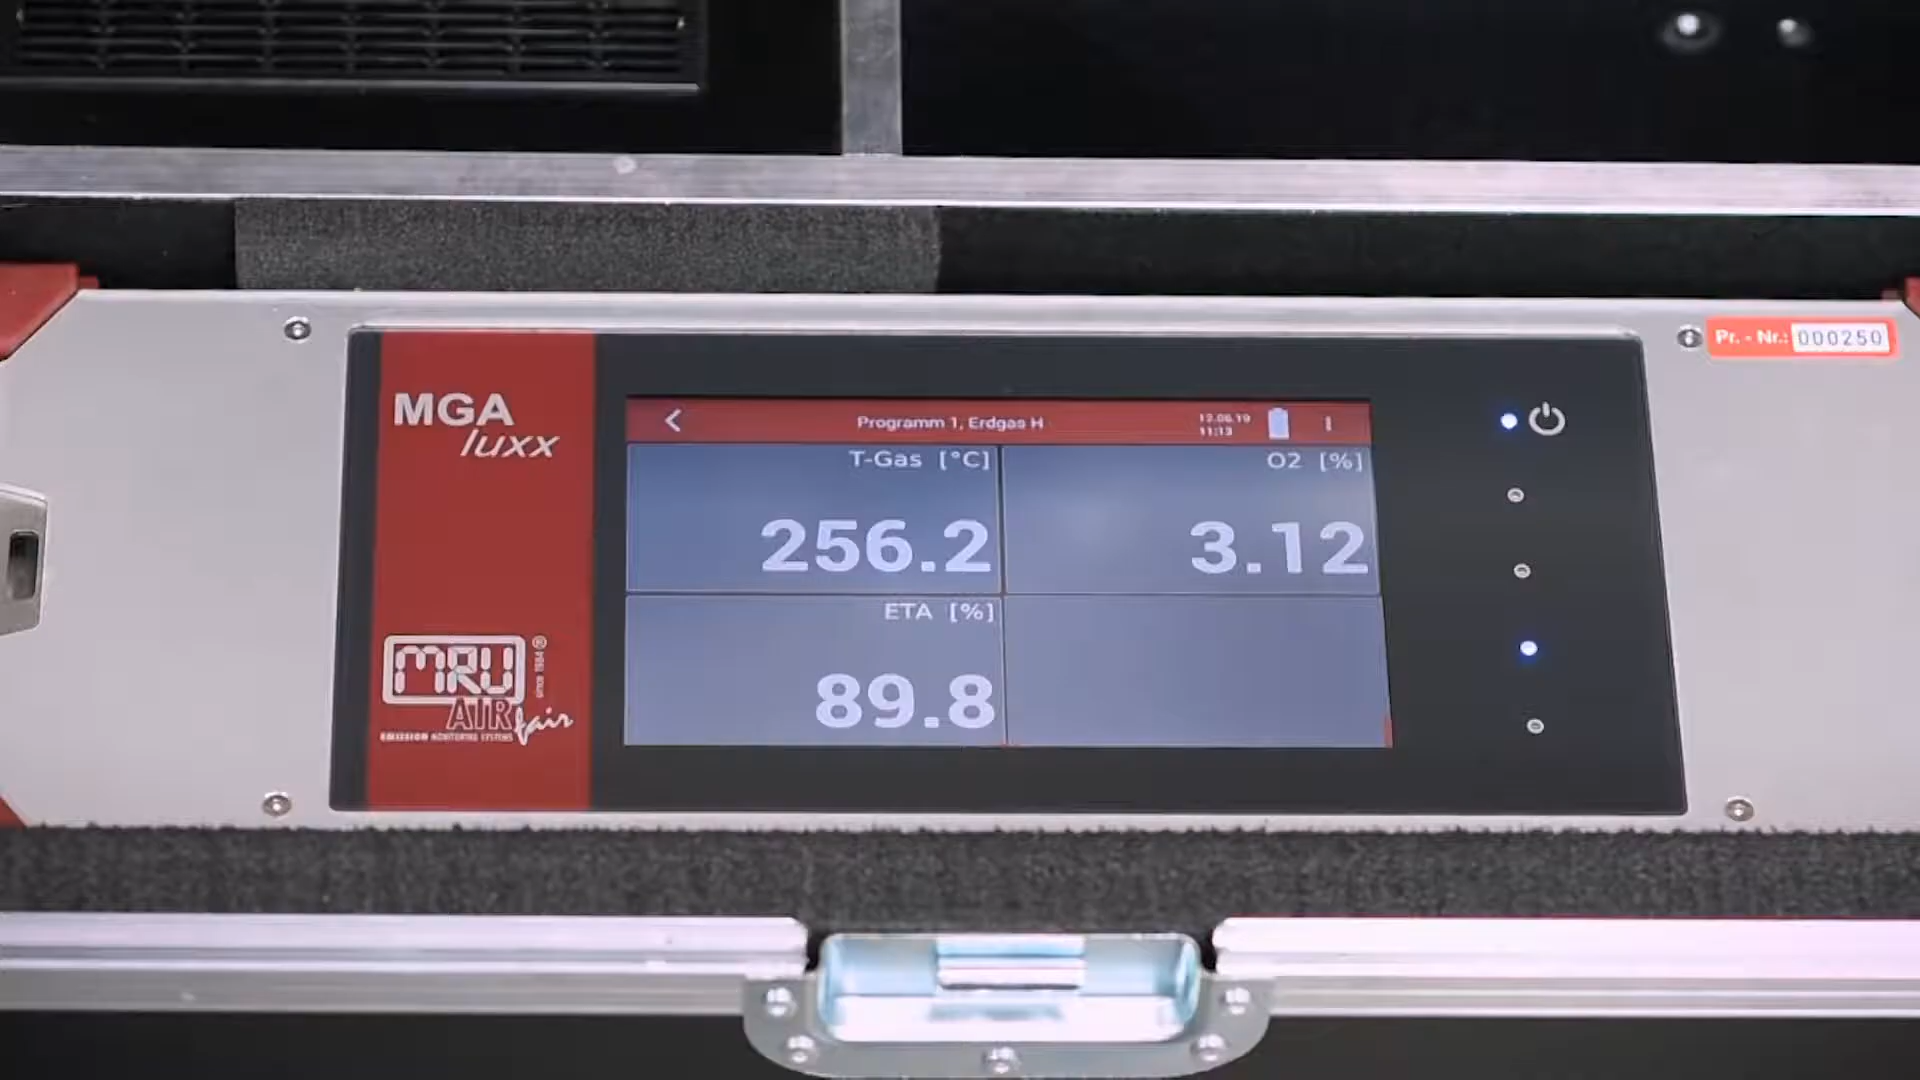 Pr. - Nr.: 000250
MGA
luxx
Programm 1, Erdgas H
12.06.19
11:13
T-Gas [°C]
O2 [%]
256.2
3.12
ETA [%]
89.8
MRU®
since 1984
AIR fair
EMISSION MONITORING SYSTEMS